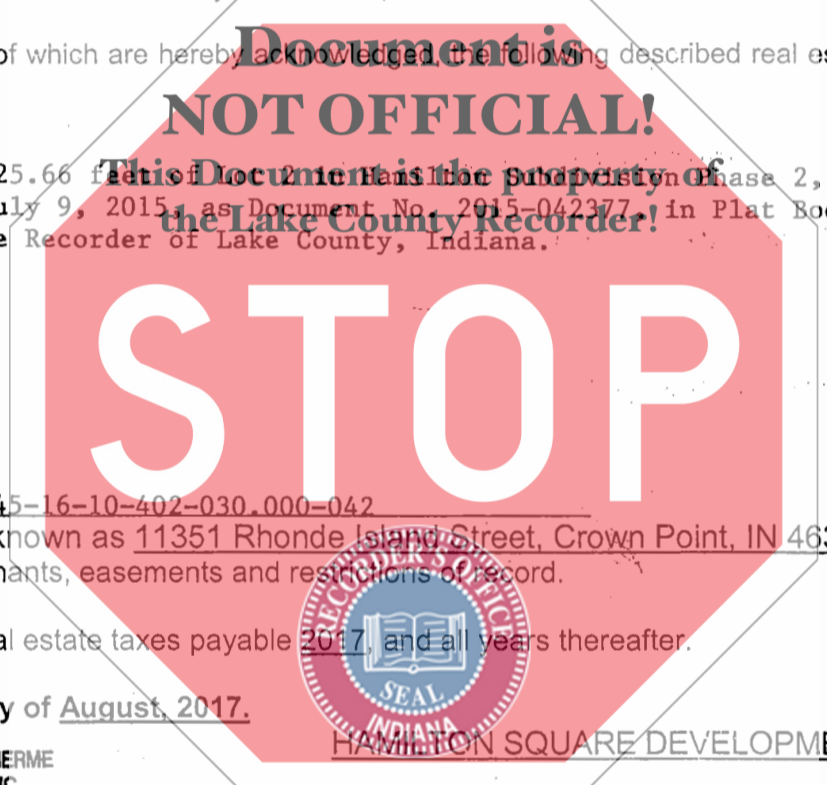 of which are hereby acknowledged, the following described real es
Document is
NOT OFFICIAL!
This Document is the property of
the Lake County Recorder!
25.66 feet of Lot 2 in Hamilton Subdivision Phase 2,
uly 9, 2015, as Document No. 2015-042377, in Plat Boo
e Recorder of Lake County, Indiana.
STOP
45-16-10-402-030.000-042
known as 11351 Rhonde Island Street, Crown Point, IN 463
nants, easements and restrictions of record.
al estate taxes payable 2017, and all years thereafter.
y of August, 2017.
RECORDER'S OFFICE
SEAL
INDIANA
HAMILTON SQUARE DEVELOPME
ERME